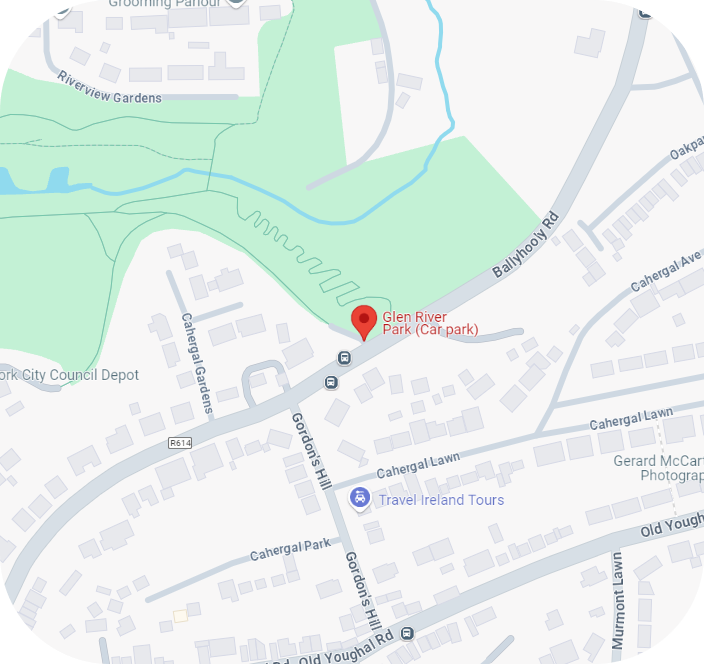 Grooming Parlour
Riverview Gardens
Oakpa
Ballyhooly Rd
Cahergal Ave
Glen River
Park (Car park)
Cahergal Gardens
ork City Council Depot
R614
Gordon's Hill
Cahergal Lawn
Cahergal Lawn
Gerard McCart
Photograp
Travel Ireland Tours
Old Yough
Cahergal Park
Gordon's Hill
Murmont Lawn
Rd
Old Youghal Rd